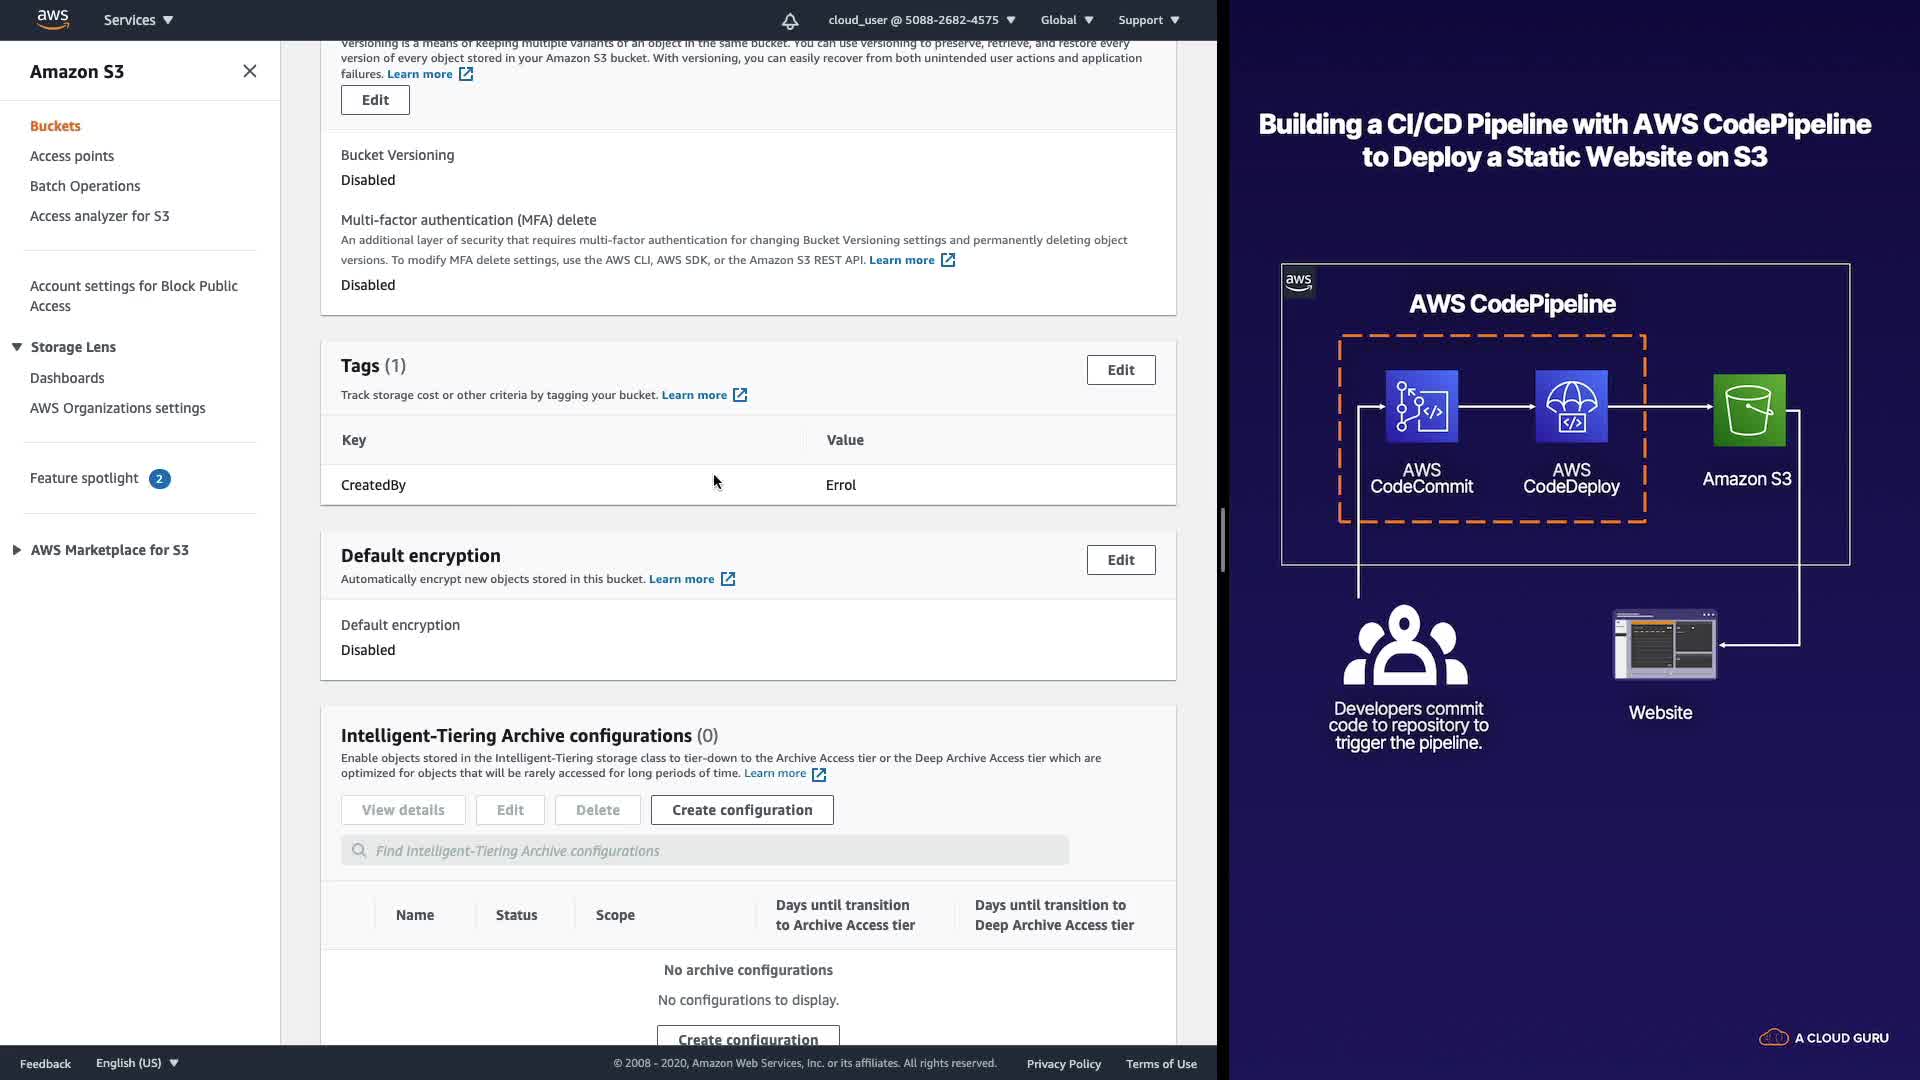 aws
Services
cloud_user @ 5088-2682-4575
Global
Support
Amazon S3
Buckets
Access points
Batch Operations
Access analyzer for S3
Account settings for Block Public
Access
Storage Lens
Dashboards
AWS Organizations settings
Feature spotlight 2
AWS Marketplace for S3
Versioning is a means of keeping multiple variants of an object in the same bucket. You can use versioning to preserve, retrieve, and restore every
version of every object stored in your Amazon S3 bucket. With versioning, you can easily recover from both unintended user actions and application
failures. Learn more
Edit
Bucket Versioning
Disabled
Multi-factor authentication (MFA) delete
An additional layer of security that requires multi-factor authentication for changing Bucket Versioning settings and permanently deleting object
versions. To modify MFA delete settings, use the AWS CLI, AWS SDK, or the Amazon S3 REST API. Learn more
Disabled
Tags (1)
Edit
Track storage cost or other criteria by tagging your bucket. Learn more
Key Value
CreatedBy Errol
Default encryption
Edit
Automatically encrypt new objects stored in this bucket. Learn more
Default encryption
Disabled
Intelligent-Tiering Archive configurations (0)
Enable objects stored in the Intelligent-Tiering storage class to tier-down to the Archive Access tier or the Deep Archive Access tier which are
optimized for objects that will be rarely accessed for long periods of time. Learn more
View details Edit Delete Create configuration
Find Intelligent-Tiering Archive configurations
Name Status Scope
Days until transition
to Archive Access tier
Days until transition to
Deep Archive Access tier
No archive configurations
No configurations to display.
Create configuration
Feedback English (US)
© 2008 - 2020, Amazon Web Services, Inc. or its affiliates. All rights reserved. Privacy Policy Terms of Use
Building a CI/CD Pipeline with AWS CodePipeline
to Deploy a Static Website on S3
aws
AWS CodePipeline
AWS
CodeCommit
AWS
CodeDeploy
Amazon S3
Developers commit
code to repository to
trigger the pipeline.
Website
A CLOUD GURU